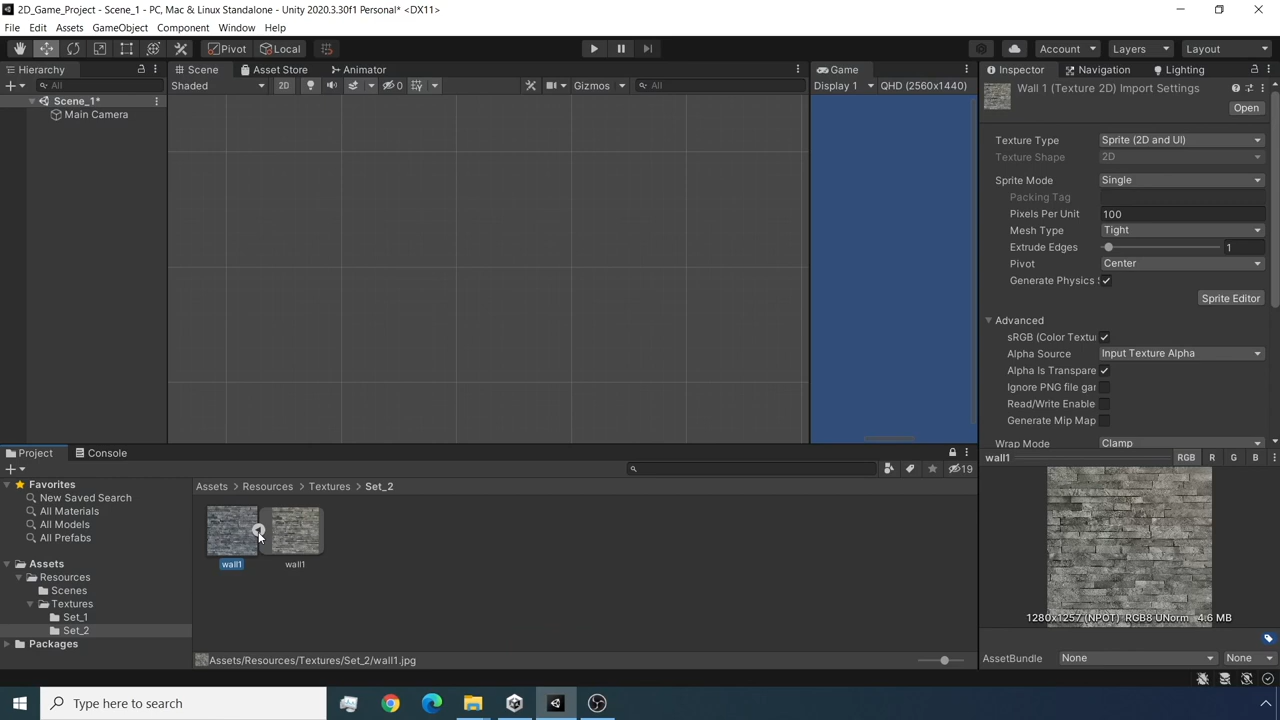 2D_Game_Project - Scene_1 - PC, Mac & Linux Standalone - Unity 2020.3.30f1 Personal* <DX11>
File Edit Assets GameObject Component Window Help
Pivot Local Account Layers Layout
Hierarchy Scene Asset Store Animator Game Inspector Navigation Lighting
All Shaded 2D 0 Gizmos All Display 1 QHD (2560x1440) Wall 1 (Texture 2D) Import Settings
Scene_1*
Open
Main Camera
Texture Type Sprite (2D and UI)
Texture Shape 2D
Sprite Mode Single
Packing Tag
Pixels Per Unit 100
Mesh Type Tight
Extrude Edges 1
Pivot Center
Generate Physics S
Sprite Editor
Advanced
sRGB (Color Textu
Alpha Source Input Texture Alpha
Alpha Is Transpare
Ignore PNG file gar
Read/Write Enable
Generate Mip Map
Wrap Mode Clamp
Project Console wall1 RGB R G B
19
Favorites
New Saved Search
All Materials
All Models
All Prefabs
Assets > Resources > Textures > Set_2
Assets
Resources
Scenes
Textures
Set_1
Set_2
Packages
wall1 wall1
1280x1257 (NPOT) RGB8 UNorm 4.6 MB
Assets/Resources/Textures/Set_2/wall1.jpg
AssetBundle None None
Type here to search